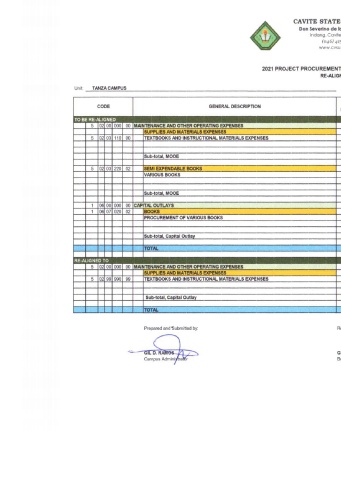 CAVITE STATE
Don Severino de l
Indang, Cavite
2021 PROJECT PROCUREMENT
RE-ALIGN
Unit TANZA CAMPUS
CODE GENERAL DESCRIPTION
TO BE RE-ALIGNED
5 02 00 000 00 MAINTENANCE AND OTHER OPERATING EXPENSES
SUPPLIES AND MATERIALS EXPENSES
5 02 03 110 00 TEXTBOOKS AND INSTRUCTIONAL MATERIALS EXPENSES
Sub-total, MOOE
5 02 03 220 02 SEMI EXPENDABLE BOOKS
VARIOUS BOOKS
Sub-total, MOOE
1 06 00 000 00 CAPITAL OUTLAYS
1 06 07 020 02 BOOKS
PROCUREMENT OF VARIOUS BOOKS
Sub-total, Capital Outlay
TOTAL
RE-ALIGNED TO
5 02 00 000 00 MAINTENANCE AND OTHER OPERATING EXPENSES
SUPPLIES AND MATERIALS EXPENSES
5 02 99 990 00 TEXTBOOKS AND INSTRUCTIONAL MATERIALS EXPENSES
Sub-total, Capital Outlay
TOTAL
Prepared and Submitted by:
GIL D. RAMOS
Campus Administrator